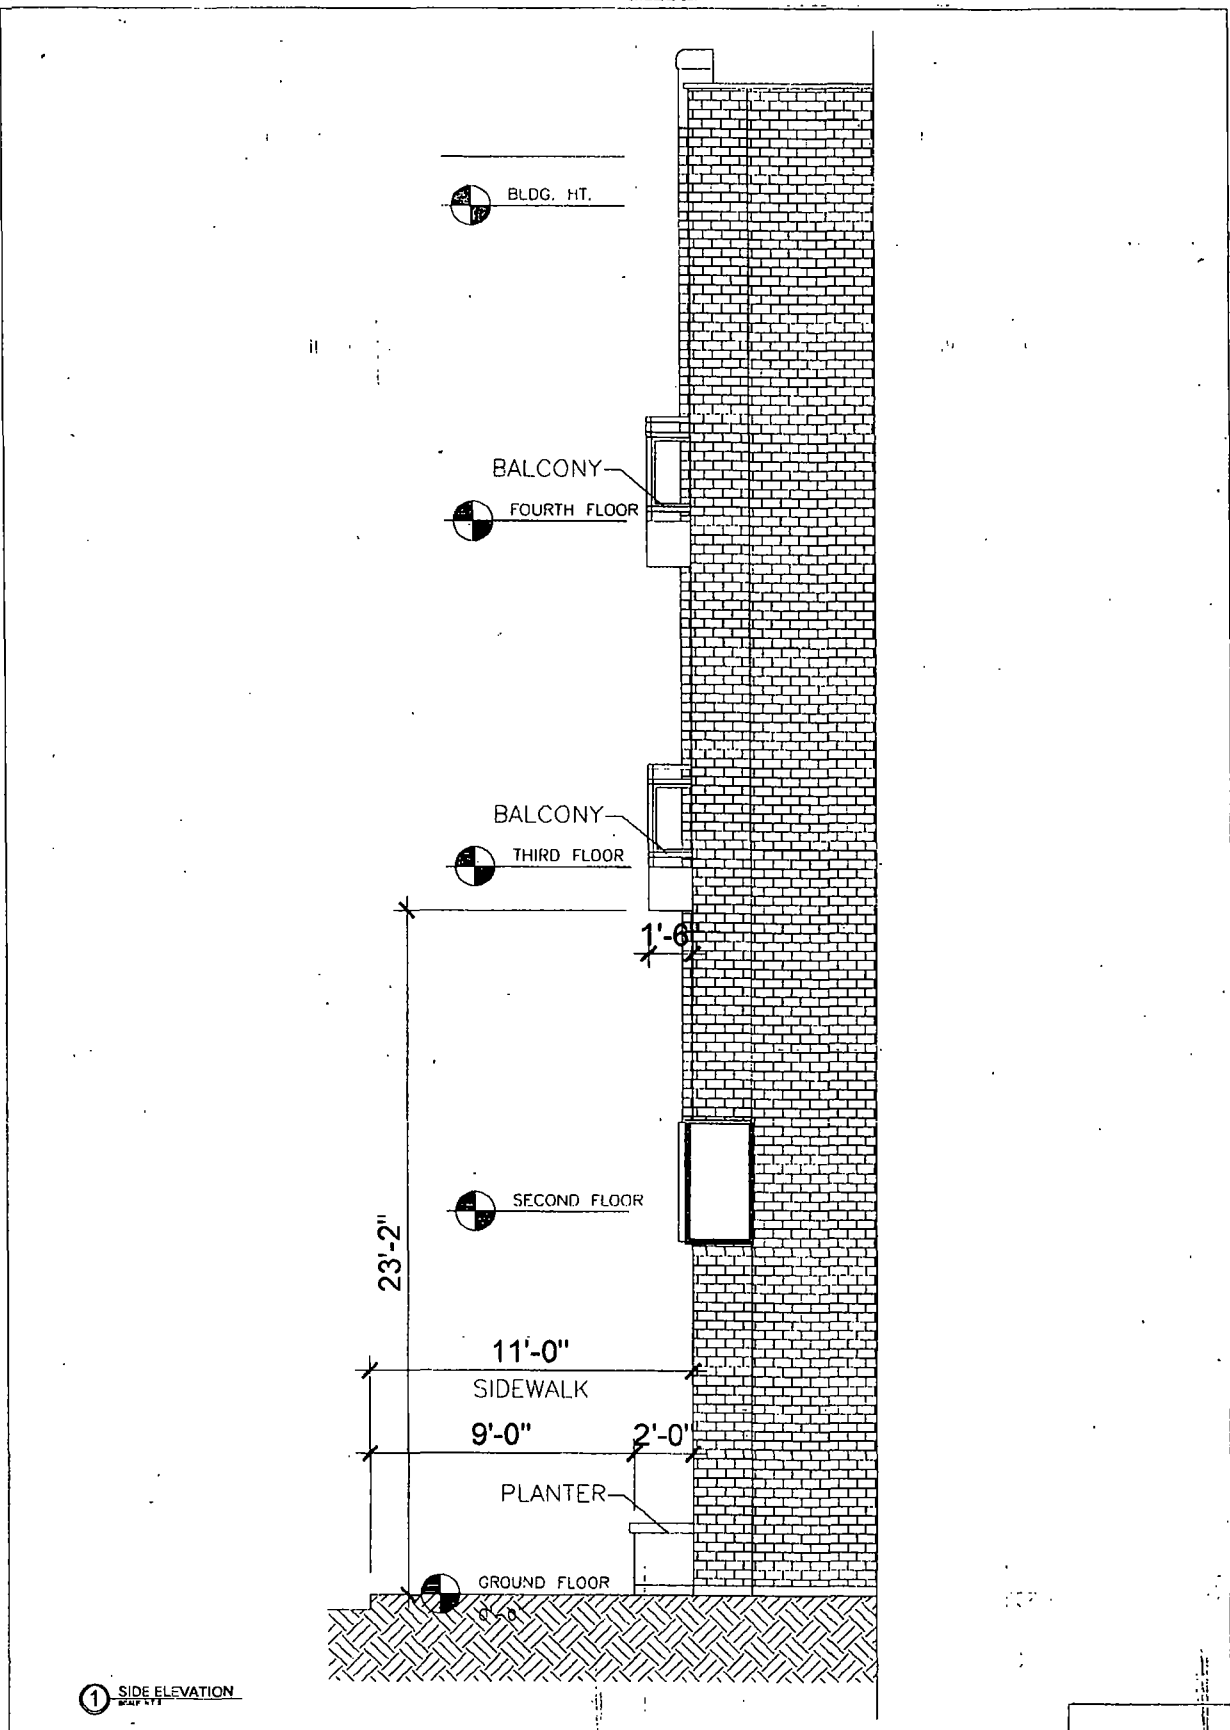 BLDG. HT.
BALCONY
FOURTH FLOOR
BALCONY
THIRD FLOOR
1'-6"
SECOND FLOOR
23'-2"
11'-0"
SIDEWALK
9'-0"
2'-0"
PLANTER
GROUND FLOOR
0'-0"
1
SIDE ELEVATION